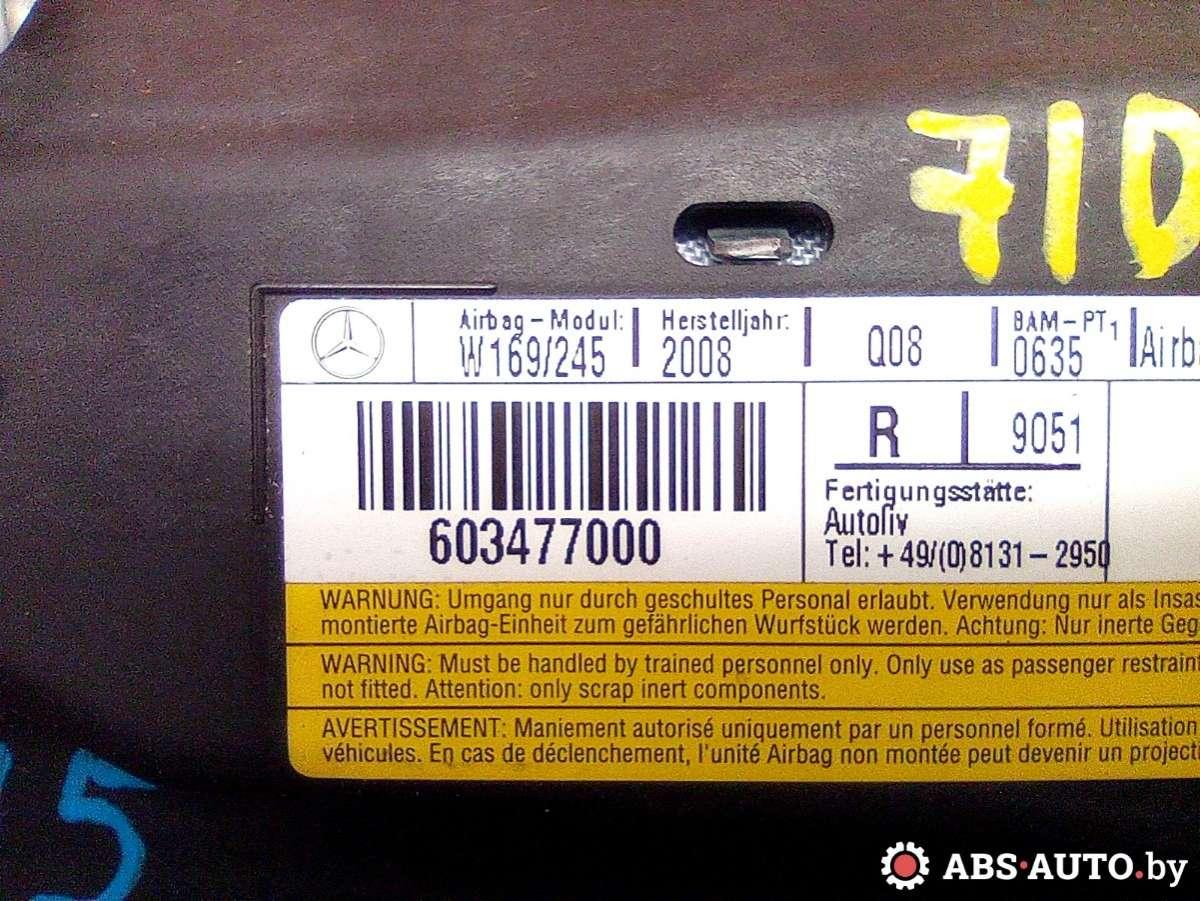 71D
Airbag-Modul: Herstelljahr: BAM-PT1
W169/245 2008 Q08 0635 Airb
R 9051
603477000
Fertigungsstätte:
Autoliv
Tel: +49/(0)8131-2950
WARNUNG: Umgang nur durch geschultes Personal erlaubt. Verwendung nur als Insas
montierte Airbag-Einheit zum gefährlichen Wurfstück werden. Achtung: Nur inerte Geg
WARNING: Must be handled by trained personnel only. Only use as passenger restrain
not fitted. Attention: only scrap inert components.
AVERTISSEMENT: Maniement autorisé uniquement par un personnel formé. Utilisation
véhicules. En cas de déclenchement, l'unité Airbag non montée peut devenir un project
5
ABS·AUTO.by